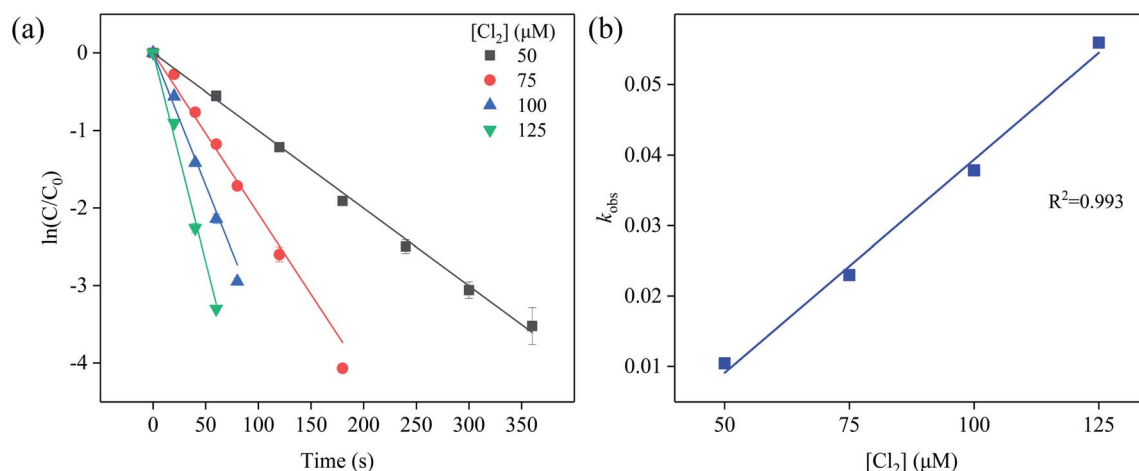 (a)
[Cl₂] (μM)
50
75
100
125
0
-1
-2
-3
-4
ln(C/C₀)
0 50 100 150 200 250 300 350
Time (s)
(b)
0.05
0.04
0.03
0.02
0.01
k_obs
R²=0.993
50 75 100 125
[Cl₂] (μM)